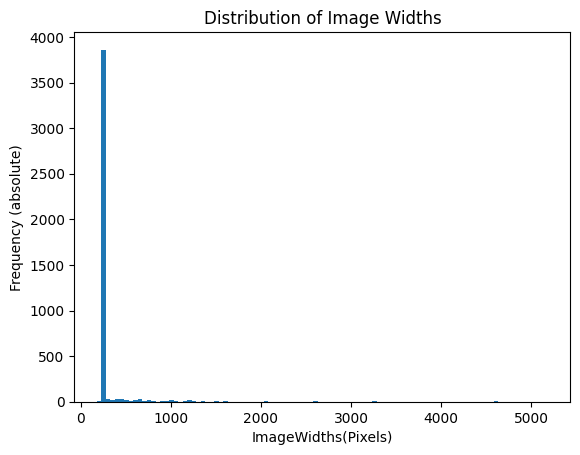 Distribution of Image Widths
4000
3500
3000
2500
2000
1500
1000
500
0
Frequency (absolute)
0 1000 2000 3000 4000 5000
ImageWidths(Pixels)